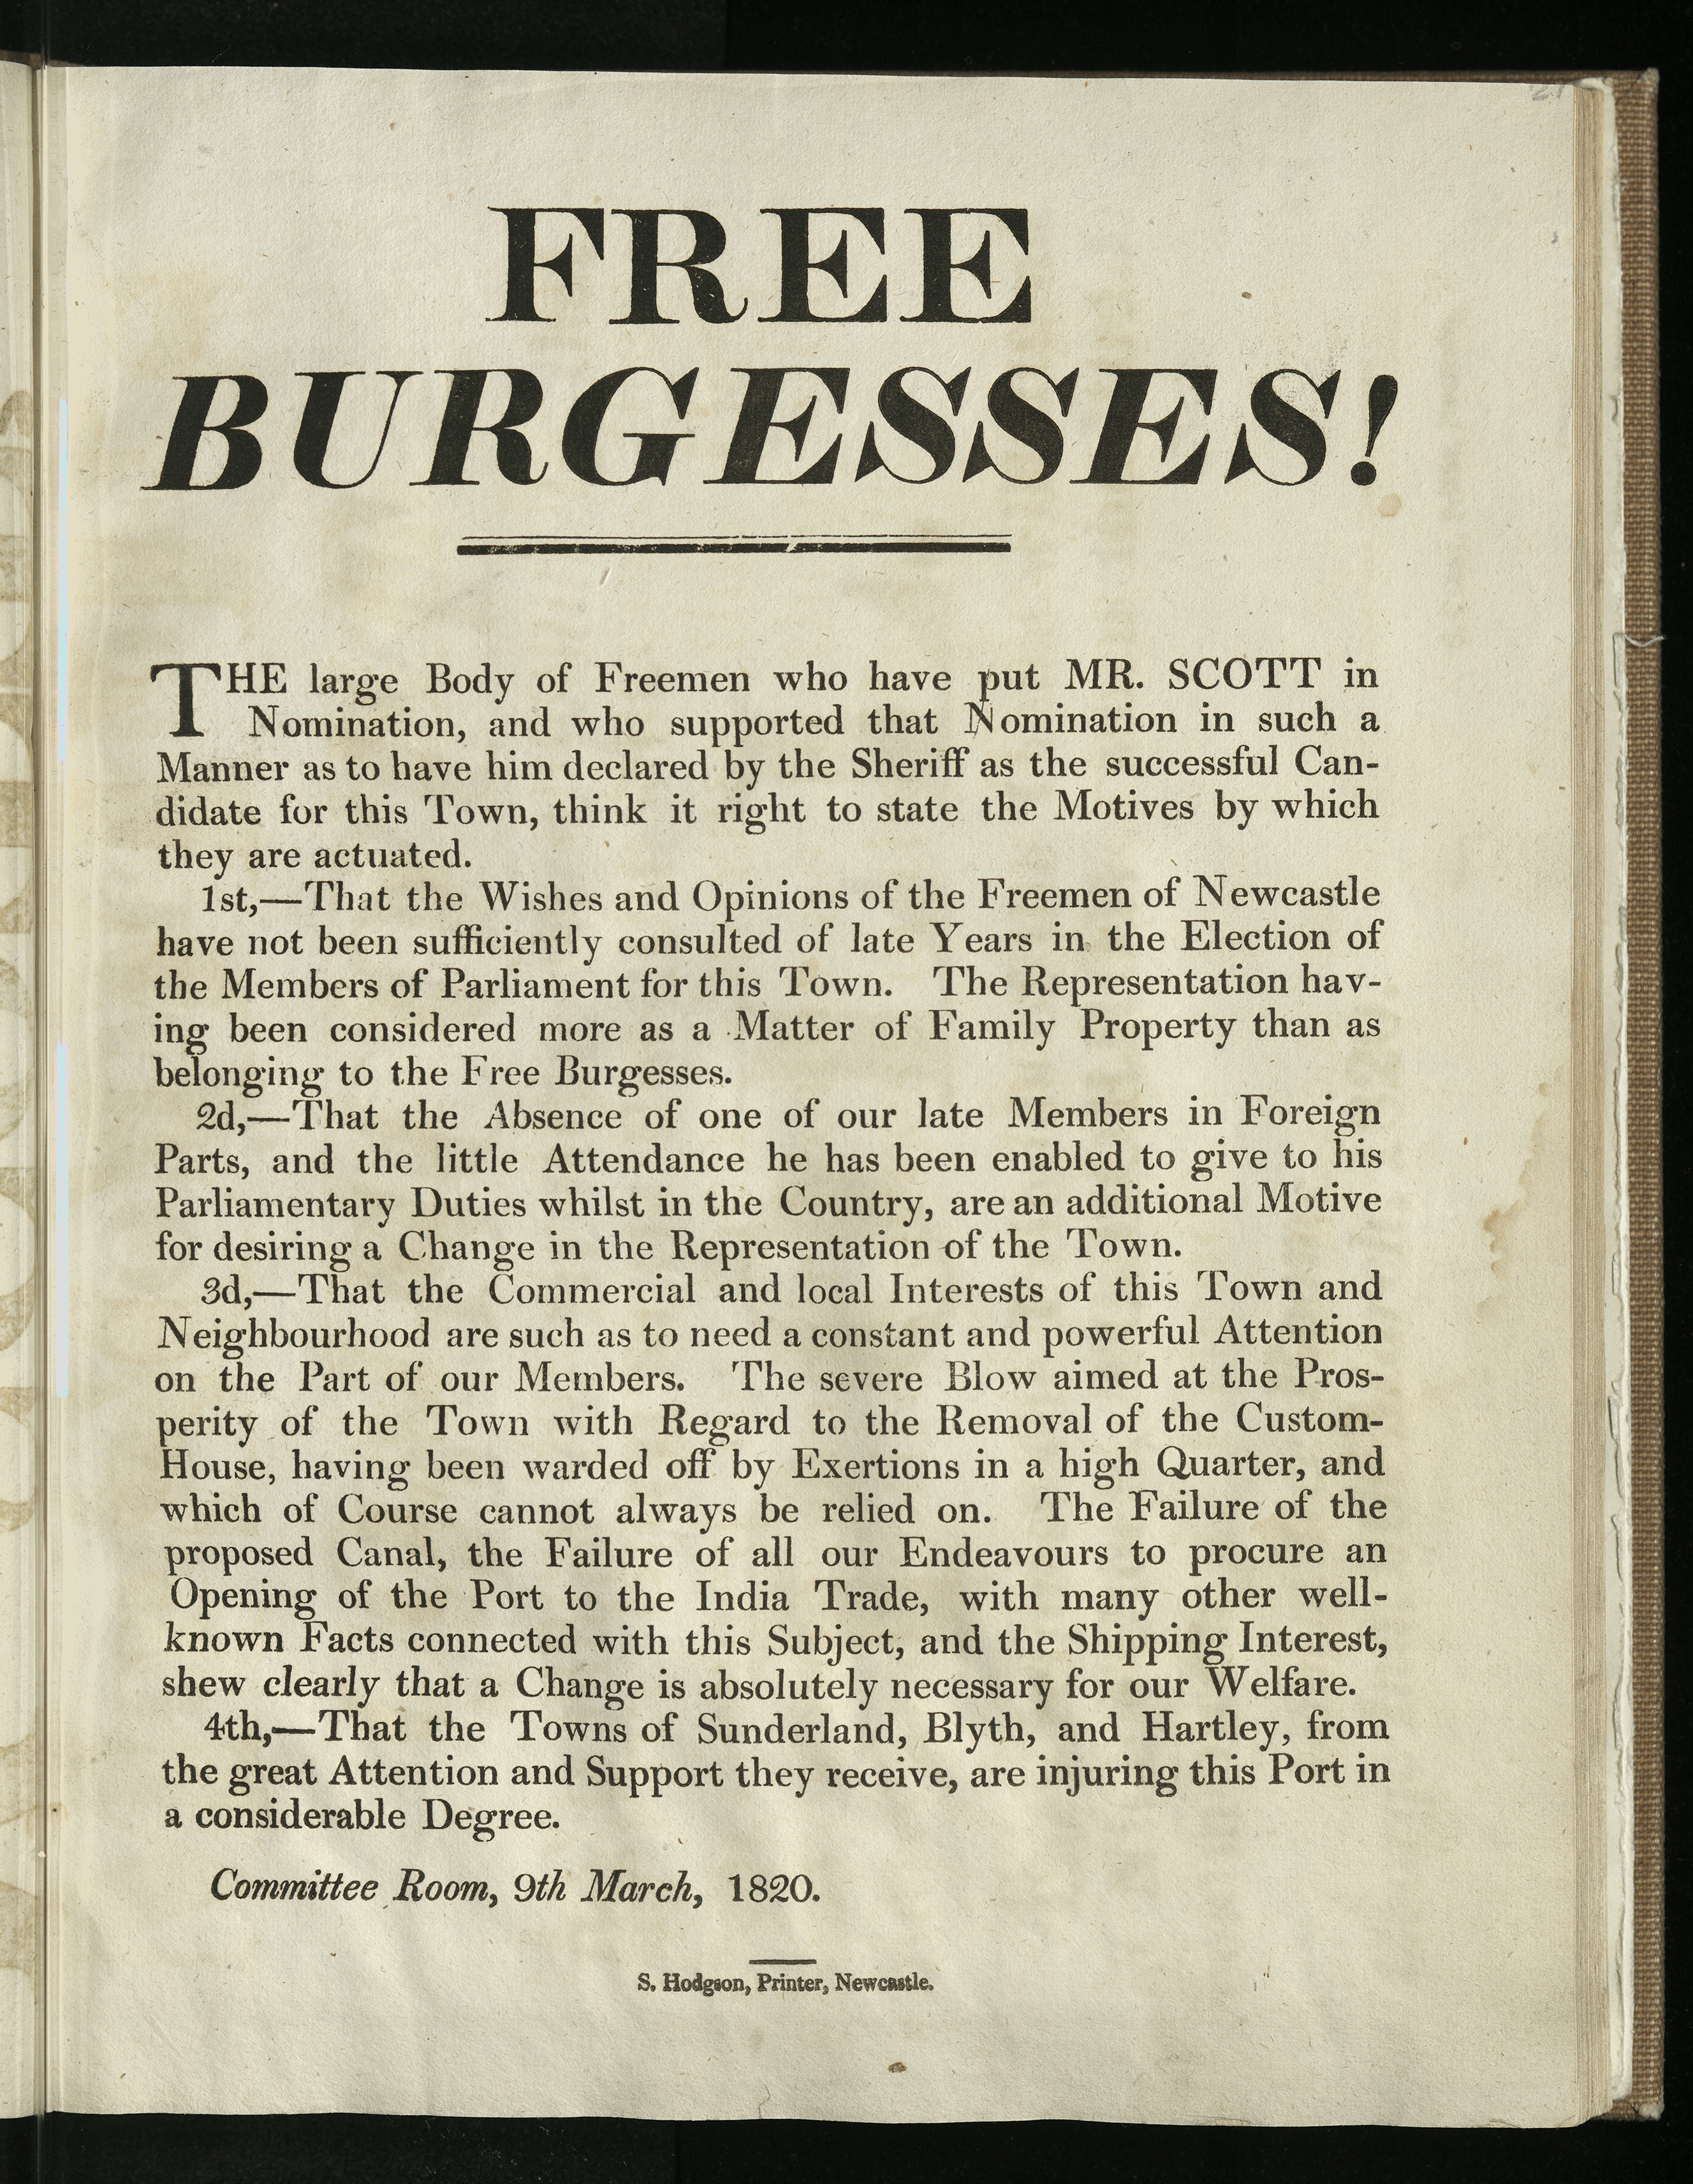 FREE
BURGESSES!
THE large Body of Freemen who have put MR. SCOTT in
Nomination, and who supported that Nomination in such a
Manner as to have him declared by the Sheriff as the successful Can-
didate for this Town, think it right to state the Motives by which
they are actuated.
1st,—That the Wishes and Opinions of the Freemen of Newcastle
have not been sufficiently consulted of late Years in the Election of
the Members of Parliament for this Town. The Representation hav-
ing been considered more as a Matter of Family Property than as
belonging to the Free Burgesses.
2d,—That the Absence of one of our late Members in Foreign
Parts, and the little Attendance he has been enabled to give to his
Parliamentary Duties whilst in the Country, are an additional Motive
for desiring a Change in the Representation of the Town.
3d,—That the Commercial and local Interests of this Town and
Neighbourhood are such as to need a constant and powerful Attention
on the Part of our Members. The severe Blow aimed at the Pros-
perity of the Town with Regard to the Removal of the Custom-
House, having been warded off by Exertions in a high Quarter, and
which of Course cannot always be relied on. The Failure of the
proposed Canal, the Failure of all our Endeavours to procure an
Opening of the Port to the India Trade, with many other well-
known Facts connected with this Subject, and the Shipping Interest,
shew clearly that a Change is absolutely necessary for our Welfare.
4th,—That the Towns of Sunderland, Blyth, and Hartley, from
the great Attention and Support they receive, are injuring this Port in
a considerable Degree.
Committee Room, 9th March, 1820.
S. Hodgson, Printer, Newcastle.